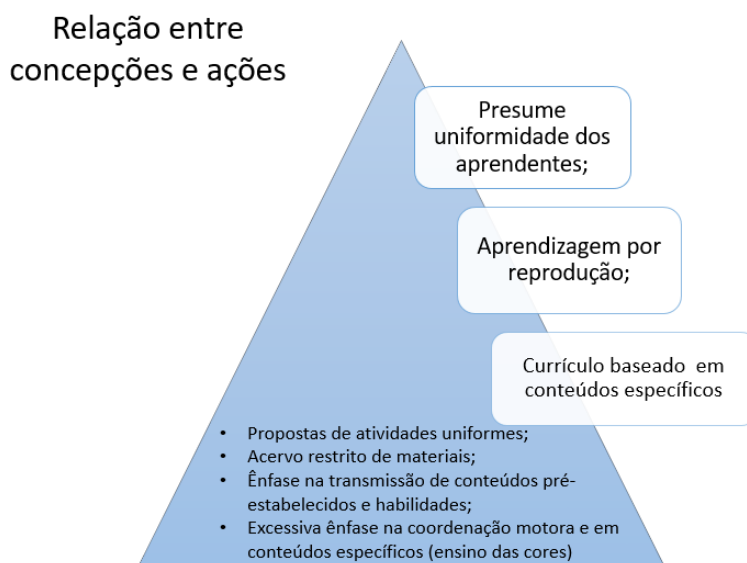 Relação entre
concepções e ações
Presume
uniformidade dos
aprendentes;
Aprendizagem por
reprodução;
Currículo baseado em
conteúdos específicos
• Propostas de atividades uniformes;
• Acervo restrito de materiais;
• Ênfase na transmissão de conteúdos pré-
estabelecidos e habilidades;
• Excessiva ênfase na coordenação motora e em
conteúdos específicos (ensino das cores)